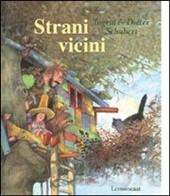 Strani
vicini
Ingrid & Dieter
Schubert
Lemniscaat